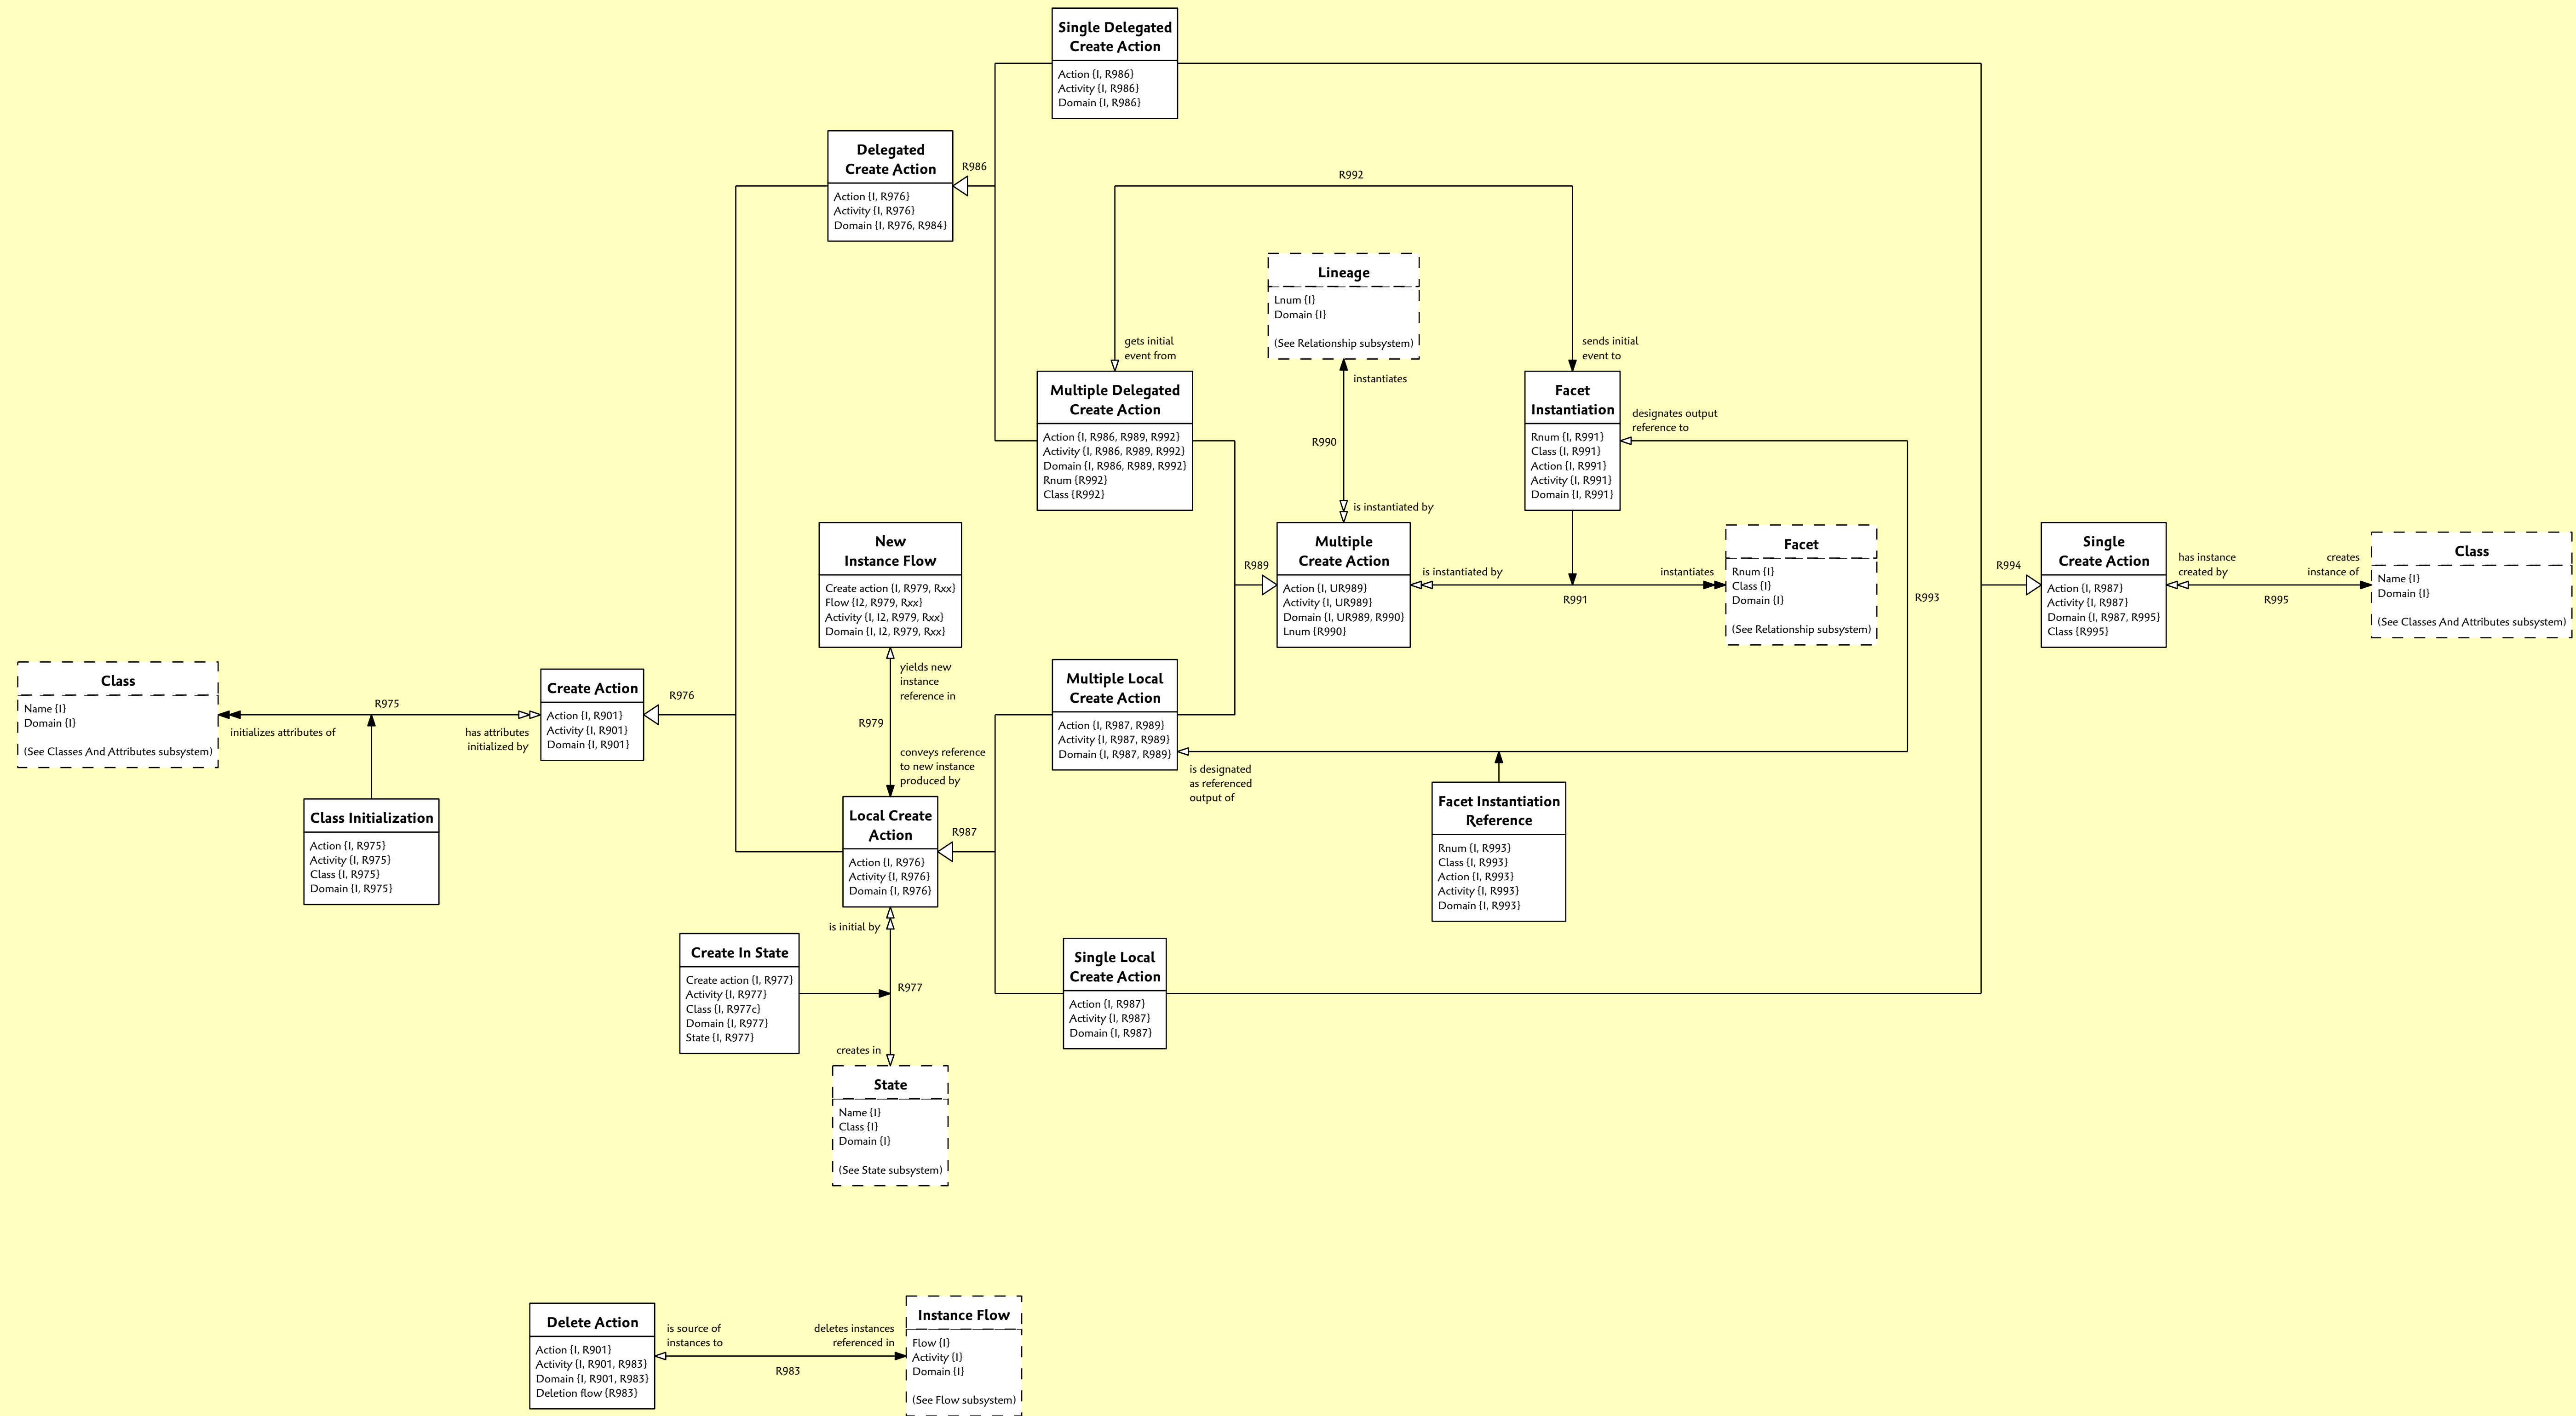 Single Delegated
Create Action
Action {I, R986}
Activity {I, R986}
Domain {I, R986}
Delegated
Create Action
Action {I, R976}
Activity {I, R976}
Domain {I, R976, R984}
R986
R992
Lineage
Lnum {I}
Domain {I}
(See Relationship subsystem)
gets initial
event from
sends initial
event to
instantiates
Multiple Delegated
Create Action
Action {I, R986, R989, R992}
Activity {I, R986, R989, R992}
Domain {I, R986, R989, R992}
Rnum {R992}
Class {R992}
R990
is instantiated by
Facet
Instantiation
Rnum {I, R991}
Class {I, R991}
Action {I, R991}
Activity {I, R991}
Domain {I, R991}
designates output
reference to
New
Instance Flow
Create action {I, R979, Rxx}
Flow {I2, R979, Rxx}
Activity {I, I2, R979, Rxx}
Domain {I, I2, R979, Rxx}
R989
Multiple
Create Action
Action {I, UR989}
Activity {I, UR989}
Domain {I, UR989, R990}
Lnum {R990}
is instantiated by
instantiates
R991
Facet
Rnum {I}
Class {I}
Domain {I}
(See Relationship subsystem)
R993
R994
Single
Create Action
Action {I, R987}
Activity {I, R987}
Domain {I, R987, R995}
Class {R995}
has instance
created by
creates
instance of
R995
Class
Name {I}
Domain {I}
(See Classes And Attributes subsystem)
Class
Name {I}
Domain {I}
(See Classes And Attributes subsystem)
R975
initializes attributes of
has attributes
initialized by
Create Action
Action {I, R901}
Activity {I, R901}
Domain {I, R901}
R976
yields new
instance
reference in
R979
conveys reference
to new instance
produced by
Multiple Local
Create Action
Action {I, R987, R989}
Activity {I, R987, R989}
Domain {I, R987, R989}
is designated
as referenced
output of
Class Initialization
Action {I, R975}
Activity {I, R975}
Class {I, R975}
Domain {I, R975}
Local Create
Action
Action {I, R976}
Activity {I, R976}
Domain {I, R976}
R987
Facet Instantiation
Reference
Rnum {I, R993}
Class {I, R993}
Action {I, R993}
Activity {I, R993}
Domain {I, R993}
is initial by
Create In State
Create action {I, R977}
Activity {I, R977}
Class {I, R977c}
Domain {I, R977}
State {I, R977}
R977
creates in
Single Local
Create Action
Action {I, R987}
Activity {I, R987}
Domain {I, R987}
State
Name {I}
Class {I}
Domain {I}
(See State subsystem)
Delete Action
Action {I, R901}
Activity {I, R901, R983}
Domain {I, R901, R983}
Deletion flow {R983}
is source of
instances to
deletes instances
referenced in
R983
Instance Flow
Flow {I}
Activity {I}
Domain {I}
(See Flow subsystem)